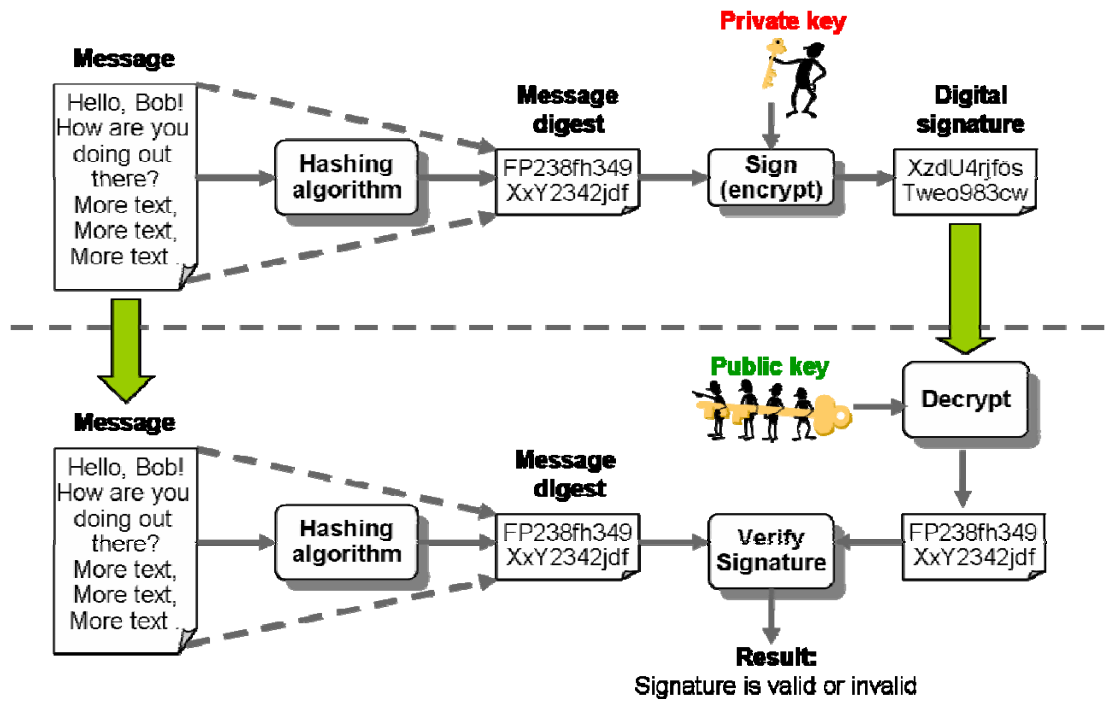 Private key
Message
Hello, Bob!
How are you
doing out
there?
More text,
More text,
More text ..
Hashing
algorithm
Message
digest
FP238fh349
XxY2342jdf
Sign
(encrypt)
Digital
signature
XzdU4rjfos
Tweo983cw
Public key
Decrypt
Message
Hello, Bob!
How are you
doing out
there?
More text,
More text,
More text ..
Hashing
algorithm
Message
digest
FP238fh349
XxY2342jdf
Verify
Signature
FP238fh349
XxY2342jdf
Result:
Signature is valid or invalid